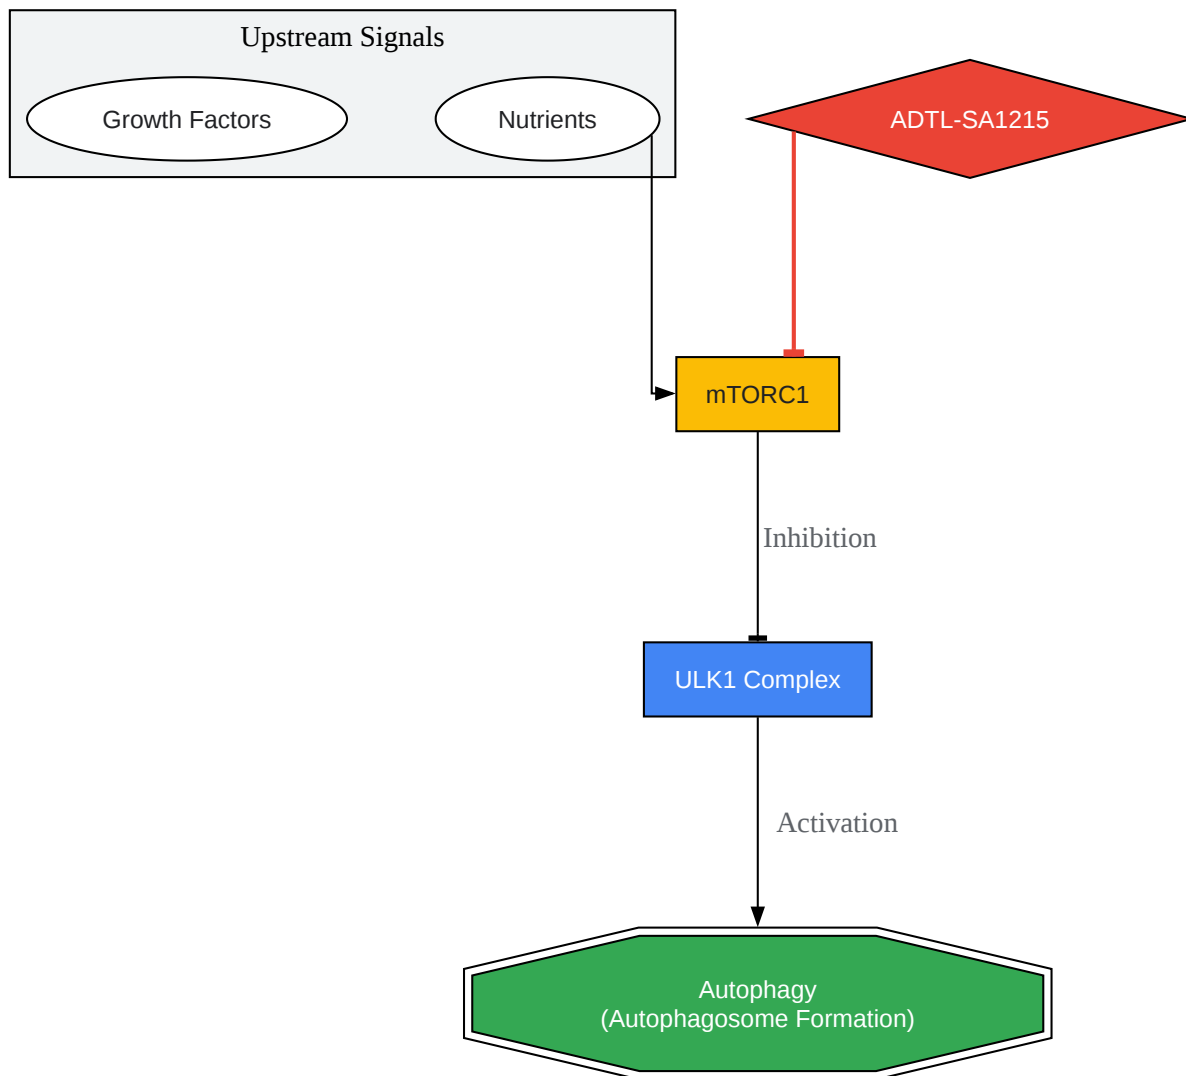 Upstream Signals
Growth Factors
Nutrients
ADTL-SA1215
mTORC1
Inhibition
ULK1 Complex
Activation
Autophagy
(Autophagosome Formation)